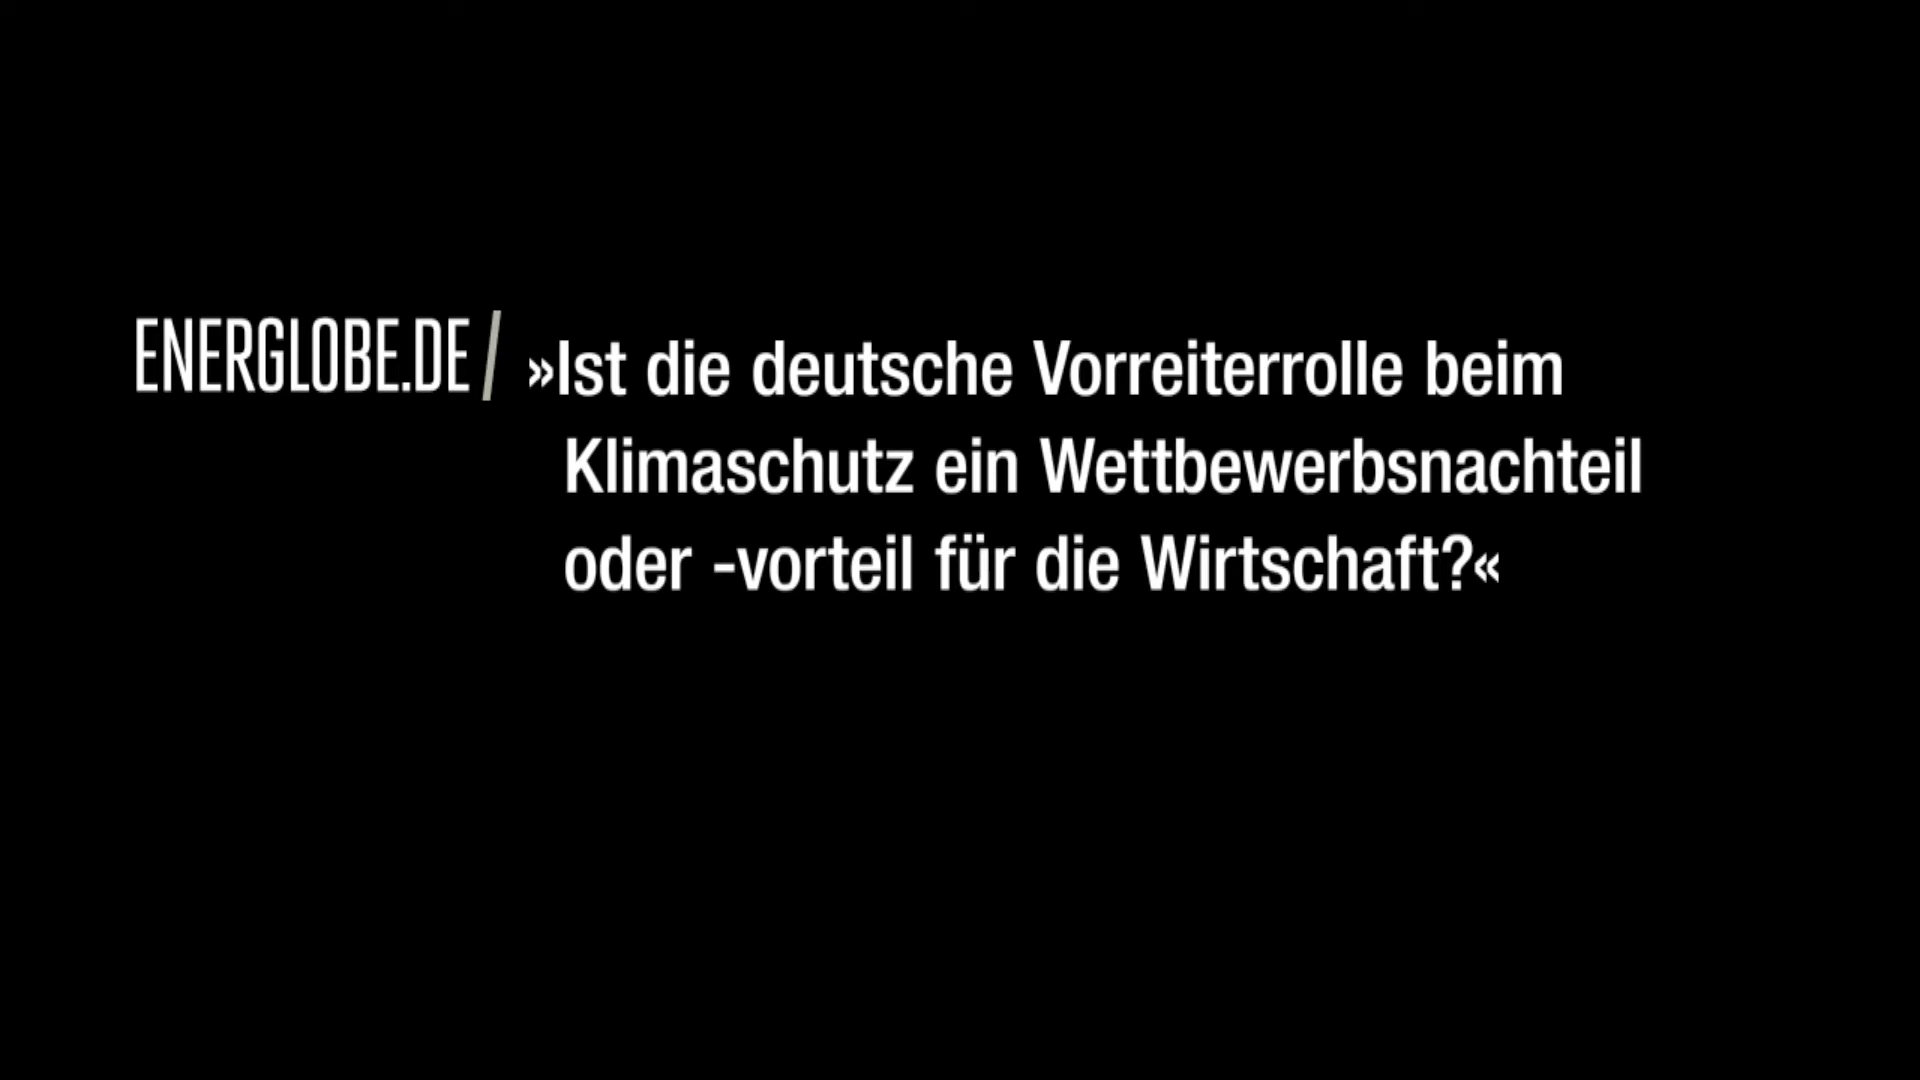 ENERGLOBE.DE/ »Ist die deutsche Vorreiterrolle beim
Klimaschutz ein Wettbewerbsnachteil
oder -vorteil für die Wirtschaft?«